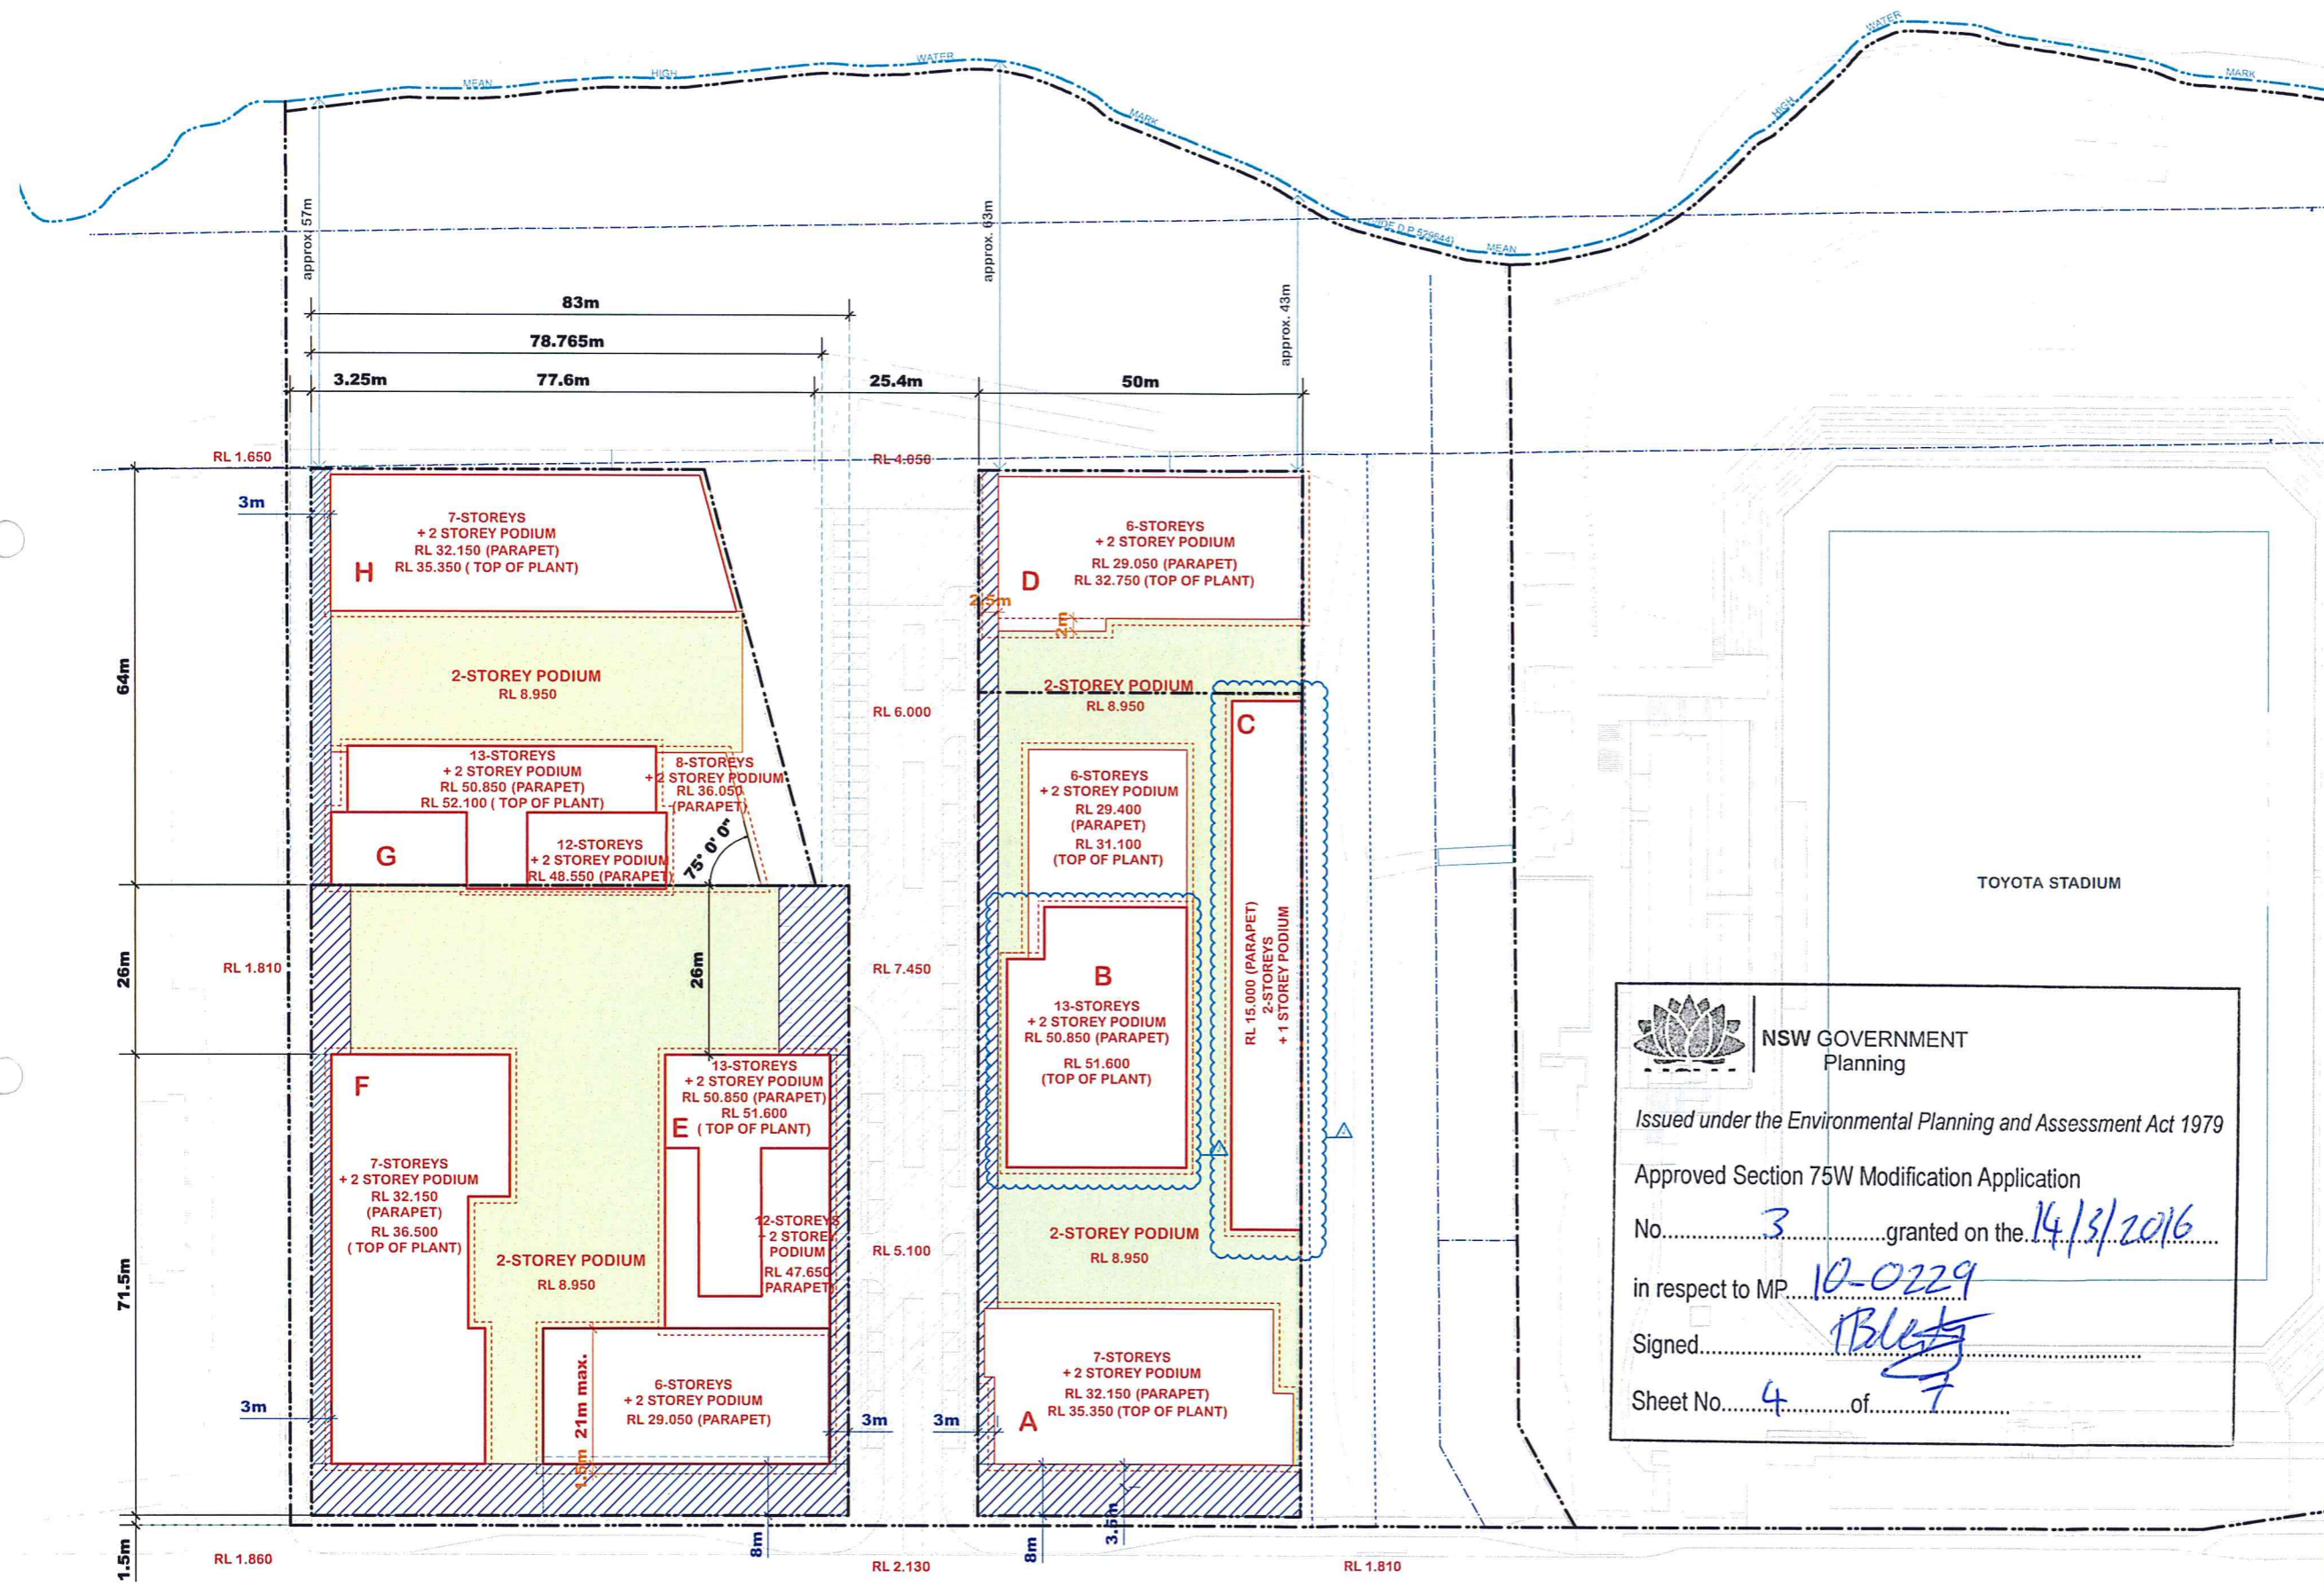 WATER
WATER
MEAN
HIGH
MARK
MARK
HIGH
MEAN
approx. 57m
approx. 63m
approx. 43m
83m
78.765m
3.25m
77.6m
25.4m
50m
RL 1.650
RL 4.050
3m
7-STOREYS
+ 2 STOREY PODIUM
RL 32.150 (PARAPET)
RL 35.350 ( TOP OF PLANT)
H
6-STOREYS
+ 2 STOREY PODIUM
RL 29.050 (PARAPET)
RL 32.750 (TOP OF PLANT)
D
2.5m
2m
64m
2-STOREY PODIUM
RL 8.950
RL 6.000
2-STOREY PODIUM
RL 8.950
C
13-STOREYS
+ 2 STOREY PODIUM
RL 50.850 (PARAPET)
RL 52.100 ( TOP OF PLANT)
8-STOREYS
+ 2 STOREY PODIUM
RL 36.050
(PARAPET)
6-STOREYS
+ 2 STOREY PODIUM
RL 29.400
(PARAPET)
RL 31.100
(TOP OF PLANT)
G
12-STOREYS
+ 2 STOREY PODIUM
RL 48.550 (PARAPET)
75° 0' 0"
TOYOTA STADIUM
26m
RL 1.810
26m
RL 7.450
B
13-STOREYS
+ 2 STOREY PODIUM
RL 50.850 (PARAPET)
RL 51.600
(TOP OF PLANT)
RL 15.000 (PARAPET)
2-STOREYS
+ 1 STOREY PODIUM
F
13-STOREYS
+ 2 STOREY PODIUM
RL 50.850 (PARAPET)
RL 51.600
( TOP OF PLANT)
E
7-STOREYS
+ 2 STOREY PODIUM
RL 32.150
(PARAPET)
RL 36.500
( TOP OF PLANT)
12-STOREYS
+ 2 STOREY
PODIUM
RL 47.650
(PARAPET)
71.5m
2-STOREY PODIUM
RL 8.950
RL 5.100
2-STOREY PODIUM
RL 8.950
21m max.
1.5m
6-STOREYS
+ 2 STOREY PODIUM
RL 29.050 (PARAPET)
7-STOREYS
+ 2 STOREY PODIUM
RL 32.150 (PARAPET)
RL 35.350 (TOP OF PLANT)
A
3m
3m
3m
8m
8m
1.5m
RL 1.860
RL 2.130
RL 1.810
NSW GOVERNMENT
Planning
Issued under the Environmental Planning and Assessment Act 1979
Approved Section 75W Modification Application
No. 3 granted on the 14/3/2016
in respect to MP 10-0229
Signed
Sheet No. 4 of 7